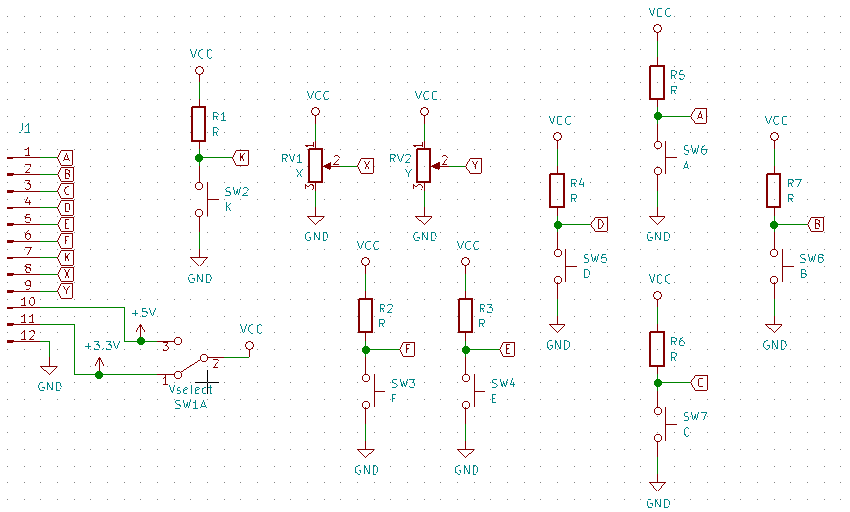 J1
1 A
2 B
3 C
4 D
5 E
6 F
7 K
8 X
9 Y
10
11
12
GND
+5V
+3.3V
3
1
2
VCC
Vselect
SW1A
VCC
R1
R
K
SW2
K
GND
VCC
1
RV1
X
2
3
X
GND
VCC
1
RV2
Y
2
3
Y
GND
VCC
R2
R
F
SW3
F
GND
VCC
R3
R
E
SW4
E
GND
VCC
R4
R
D
SW5
D
GND
VCC
R5
R
A
SW6
A
GND
VCC
R6
R
C
SW7
C
GND
VCC
R7
R
B
SW8
B
GND